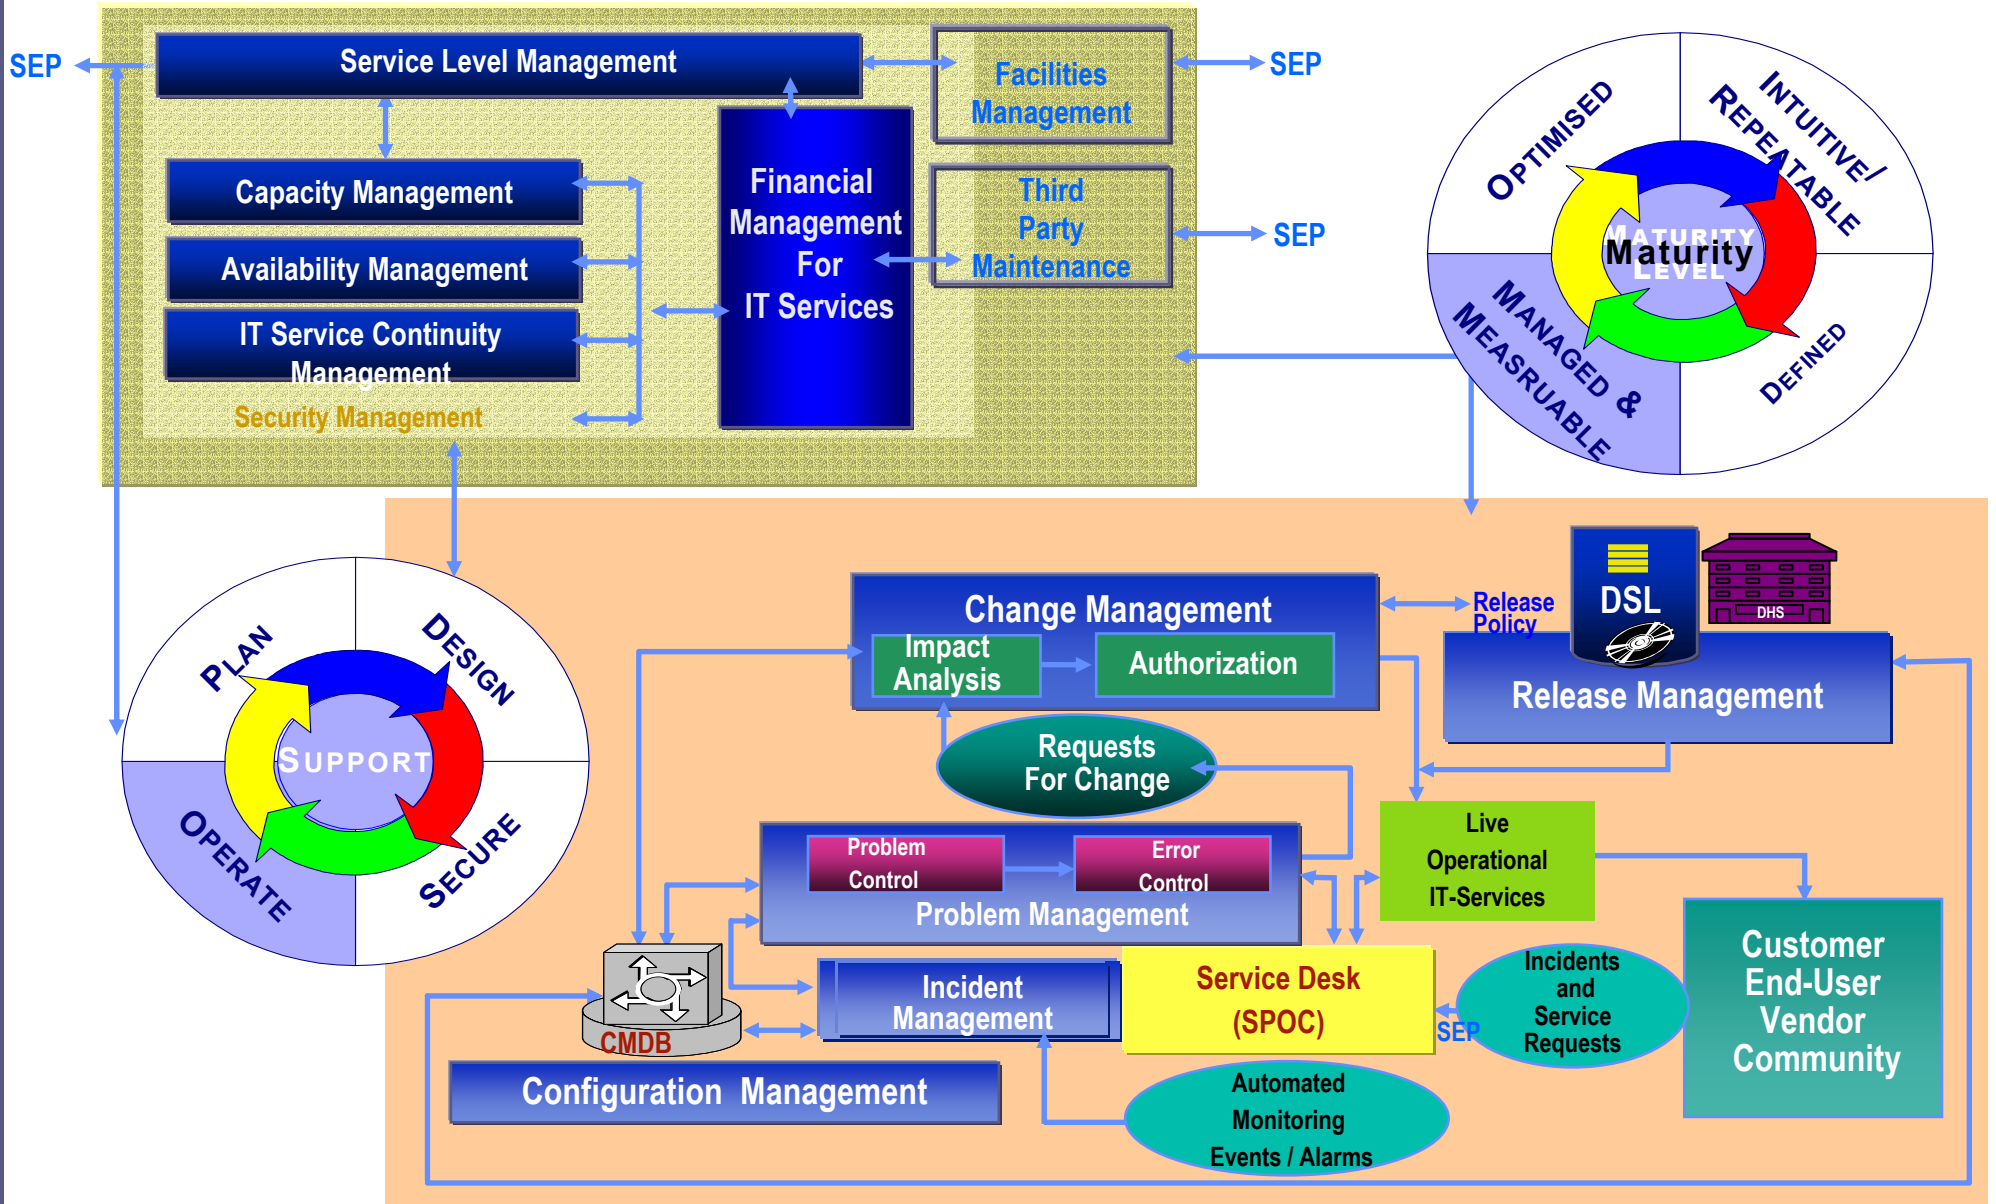 SEP
Service Level Management
Facilities
Management
SEP
Capacity Management
Availability Management
IT Service Continuity
Management
Security Management
Financial
Management
For
IT Services
Third
Party
Maintenance
SEP
OPTIMISED
INTUITIVE/
REPEATABLE
MATURITY
LEVEL
Maturity
MANAGED &
MEASRUABLE
DEFINED
PLAN
DESIGN
SUPPORT
OPERATE
SECURE
Change Management
Impact
Analysis
Authorization
Release
Policy
DSL
DHS
Release Management
Requests
For Change
Problem
Control
Error
Control
Problem Management
Live
Operational
IT-Services
Incident
Management
Service Desk
(SPOC)
SEP
Incidents
and
Service
Requests
Customer
End-User
Vendor
Community
CMDB
Configuration Management
Automated
Monitoring
Events / Alarms